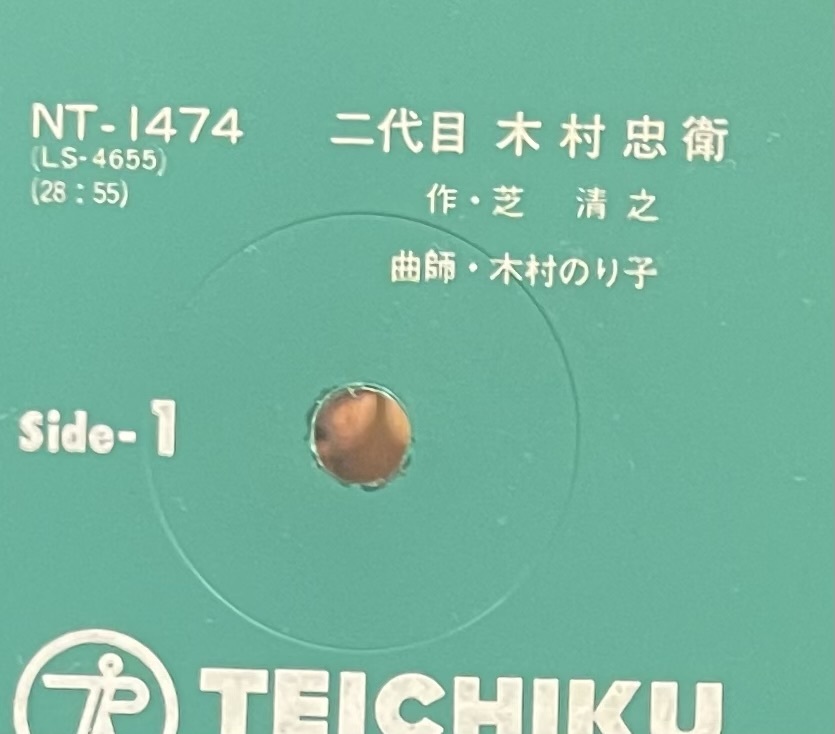 NT-1474
(LS-4655)
(28:55)
二代目 木村忠衛
作・芝 清之
曲師・木村のり子
Side-1
TEICHIKU